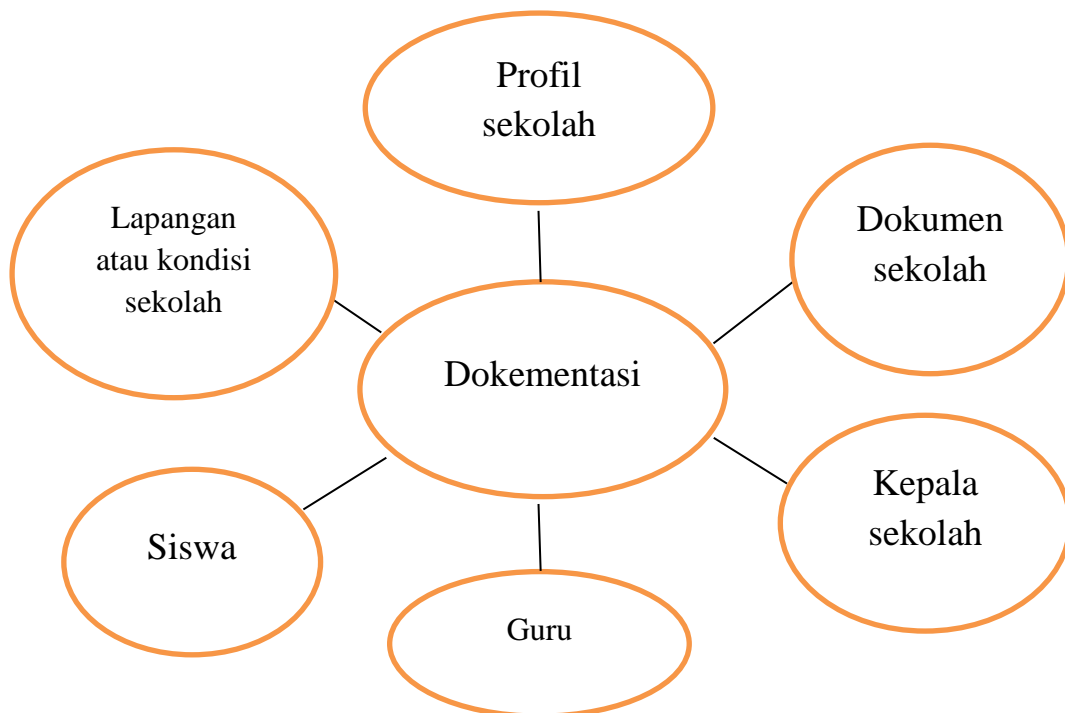 Profil
sekolah
Lapangan
atau kondisi
sekolah
Dokumen
sekolah
Dokementasi
Kepala
sekolah
Siswa
Guru